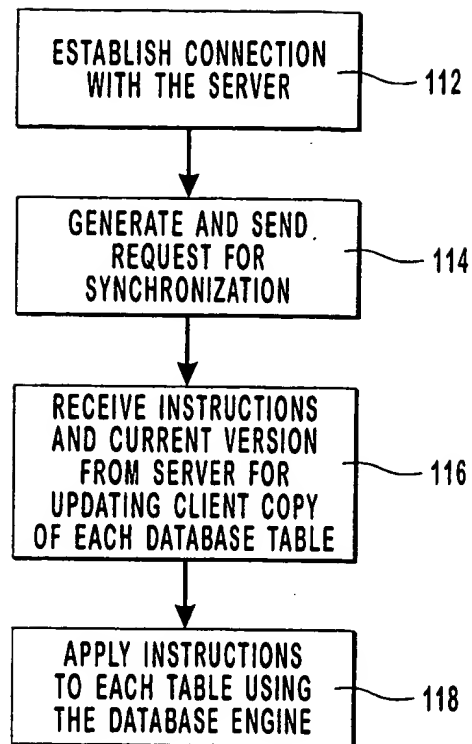 ESTABLISH CONNECTION
WITH THE SERVER
112
GENERATE AND SEND
REQUEST FOR
SYNCHRONIZATION
114
RECEIVE INSTRUCTIONS
AND CURRENT VERSION
FROM SERVER FOR
UPDATING CLIENT COPY
OF EACH DATABASE TABLE
116
APPLY INSTRUCTIONS
TO EACH TABLE USING
THE DATABASE ENGINE
118